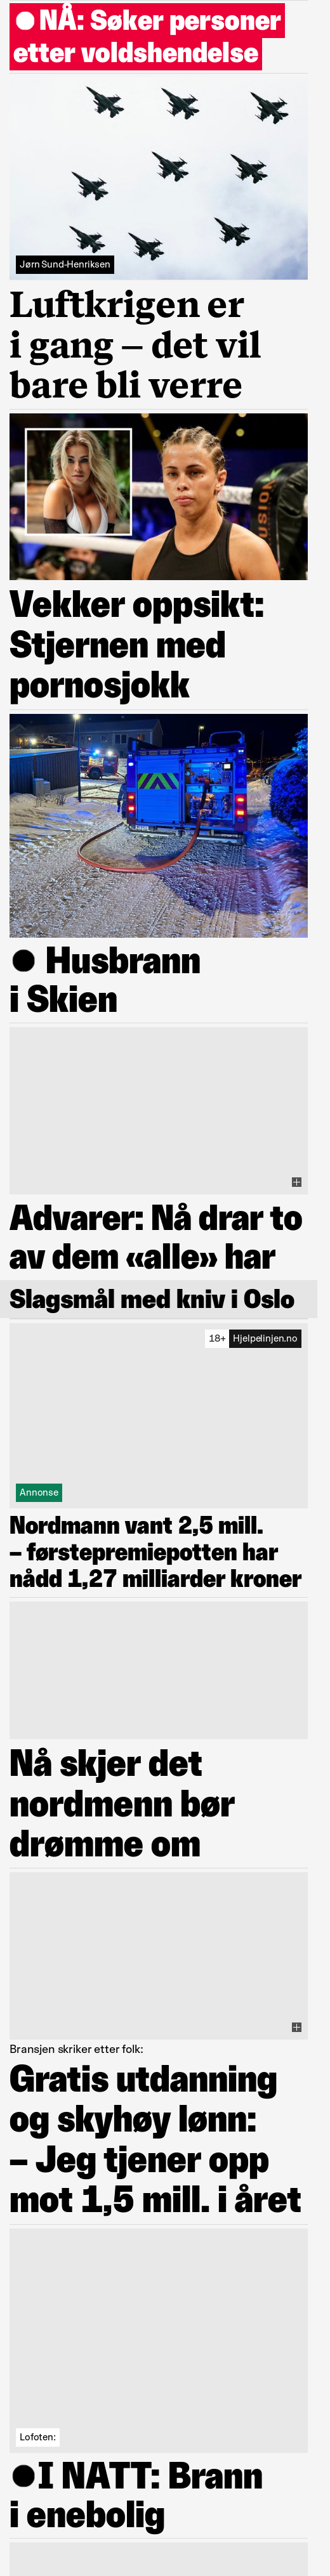 ●NÅ: Søker personer
etter voldshendelse
Jørn Sund-Henriksen
Luftkrigen er
i gang – det vil
bare bli verre
Vekker oppsikt:
Stjernen med
pornosjokk
● Husbrann
i Skien
Advarer: Nå drar to
av dem «alle» har
Slagsmål med kniv i Oslo
18+ Hjelpelinjen.no
Annonse
Nordmann vant 2,5 mill.
– førstepremiepotten har
nådd 1,27 milliarder kroner
Nå skjer det
nordmenn bør
drømme om
Bransjen skriker etter folk:
Gratis utdanning
og skyhøy lønn:
– Jeg tjener opp
mot 1,5 mill. i året
Lofoten:
●I NATT: Brann
i enebolig